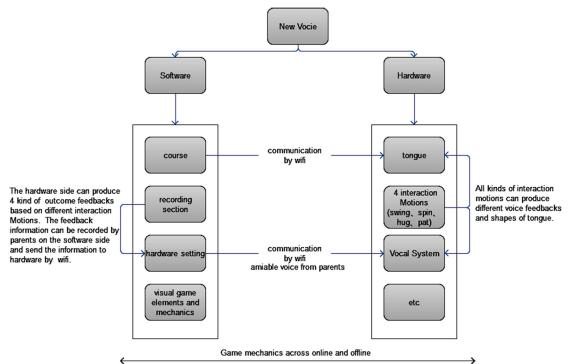 New Vocie
Software
Hardware
course
communication
by wifi
tongue
The hardware side can produce
4 kind of outcome feedbacks
based on different interaction
Motions. The feedback
information can be recorded by
parents on the software side
and send the information to
hardware by wifi.
recording
section
4 interaction
Motions
(swing、spin、
hug、pat)
All kinds of interaction
motions can produce
different voice feedbacks
and shapes of tongue.
hardware setting
communication
by wifi
amiable voice from parents
Vocal System
visual game
elements and
mechanics
etc
Game mechanics across online and offline